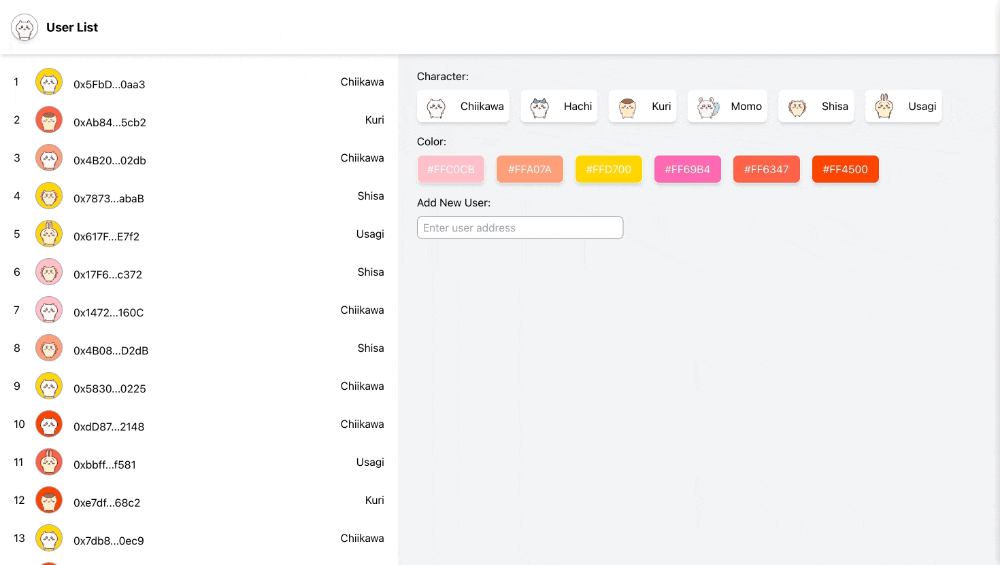 User List
1 0x5FbD...0aa3 Chiikawa
2 0xAb84...5cb2 Kuri
3 0x4B20...02db Chiikawa
4 0x7873...abaB Shisa
5 0x617F...E7f2 Usagi
6 0x17F6...c372 Shisa
7 0x1472...160C Chiikawa
8 0x4B08...D2dB Shisa
9 0x5830...0225 Chiikawa
10 0xdD87...2148 Chiikawa
11 0xbbff...f581 Usagi
12 0xe7df...68c2 Kuri
13 0x7db8...0ec9 Chiikawa
Character:
Chiikawa Hachi Kuri Momo Shisa Usagi
Color:
#FFC0CB #FFA07A #FFD700 #FF69B4 #FF6347 #FF4500
Add New User:
Enter user address